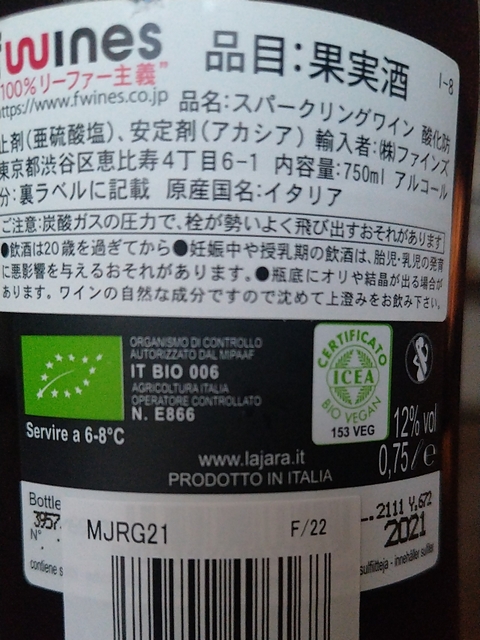 fwines
品目:果実酒
I-8
100%リーファー主義"
https://www.fwines.co.jp
品名:スパークリングワイン 酸化防
止剤(亜硫酸塩)、安定剤(アカシア) 輸入者:㈱ファインズ
東京都渋谷区恵比寿4丁目6-1 内容量:750ml アルコール
分:裏ラベルに記載 原産国名:イタリア
ご注意:炭酸ガスの圧力で、栓が勢いよく飛び出すおそれがあります
●飲酒は20歳を過ぎてから●妊娠中や授乳期の飲酒は、胎児・乳児の発育
に悪影響を与えるおそれがあります。●瓶底にオリや結晶が出る場合が
あります。ワインの自然な成分ですので沈めて上澄みをお飲み下さい。
ORGANISMO DI CONTROLLO
AUTORIZZATO DAL MIPAAF
IT BIO 006
AGRICOLTURA ITALIA
OPERATORE CONTROLLATO
N. E866
CERTIFICATO
ICEA
BIO VEGAN
153 VEG
Servire a 6-8°C
12% vol
0,75 l e
www.lajara.it
PRODOTTO IN ITALIA
Bottle
3957
N°
2111 Y.672
2021
MJRG21
F/22
contiene s
sulfiitteja - innehåller sulfiter